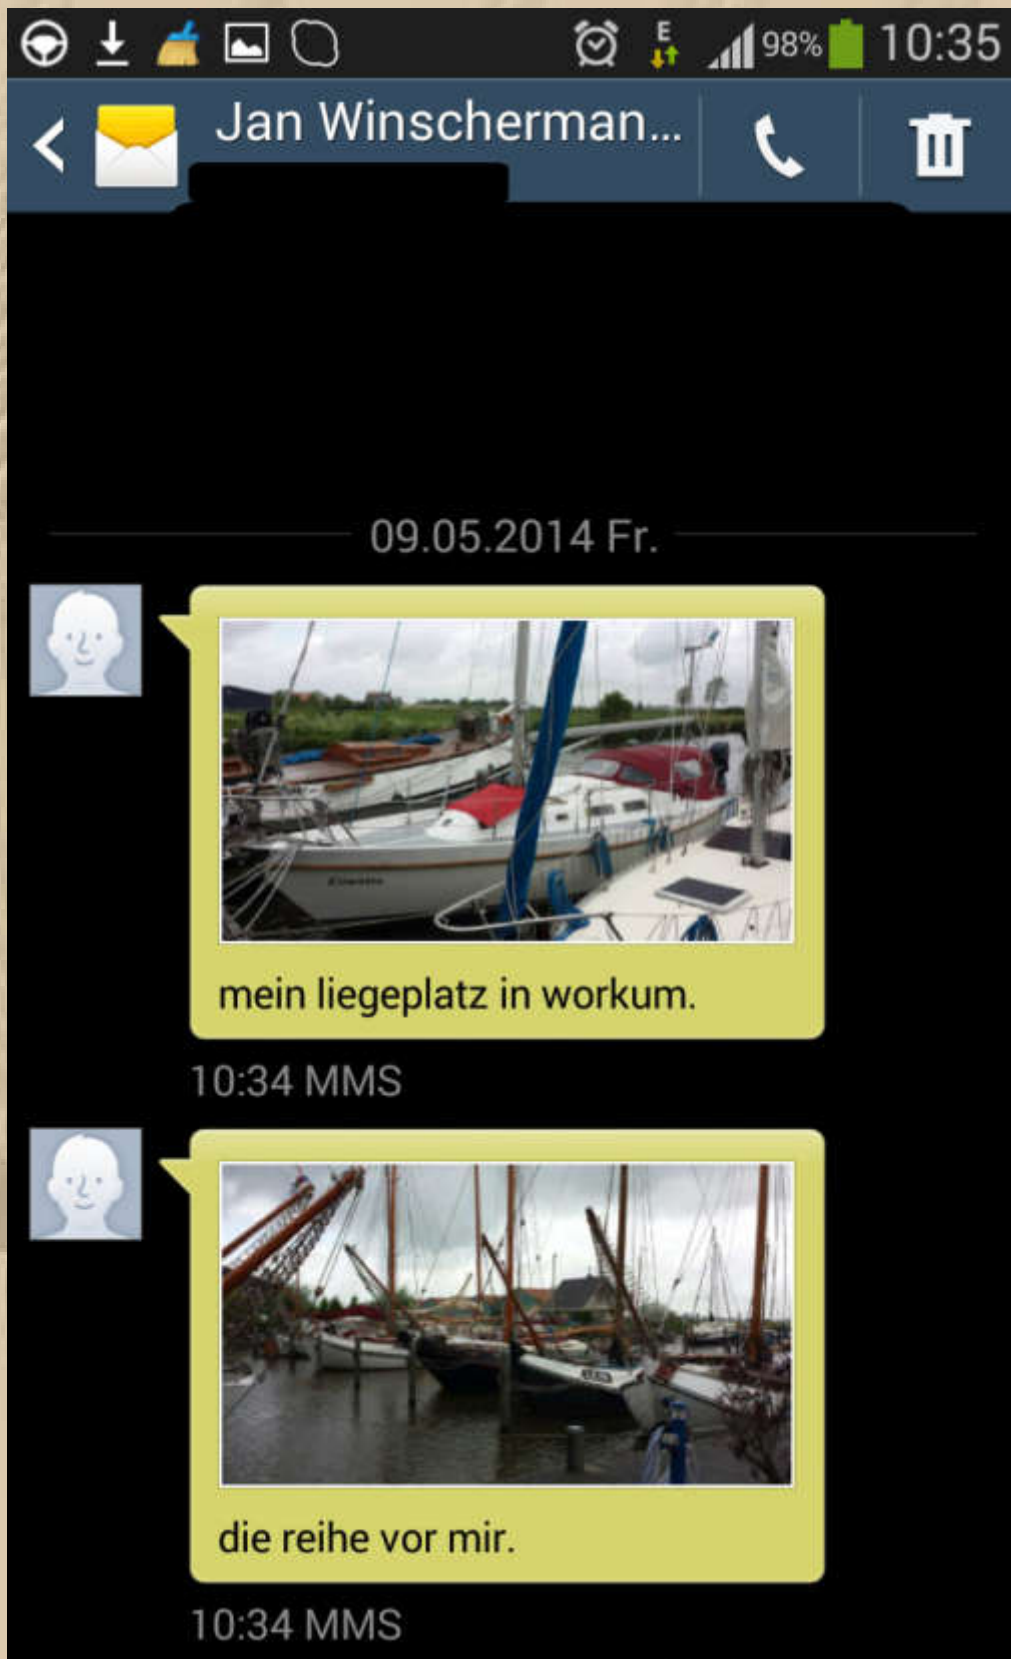 E
98%
10:35
Jan Winscherman...
09.05.2014 Fr.
mein liegeplatz in workum.
10:34 MMS
die reihe vor mir.
10:34 MMS